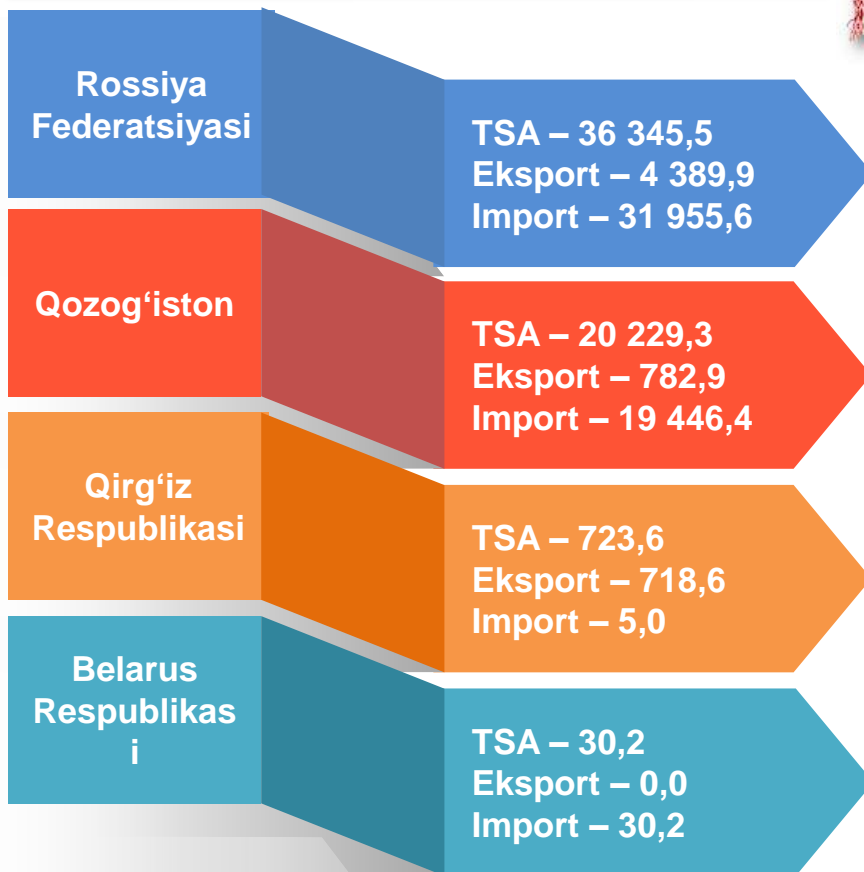 Rossiya
Federatsiyasi
TSA – 36 345,5
Eksport – 4 389,9
Import – 31 955,6
Qozog‘iston
TSA – 20 229,3
Eksport – 782,9
Import – 19 446,4
Qirg‘iz
Respublikasi
TSA – 723,6
Eksport – 718,6
Import – 5,0
Belarus
Respublikas
i
TSA – 30,2
Eksport – 0,0
Import – 30,2